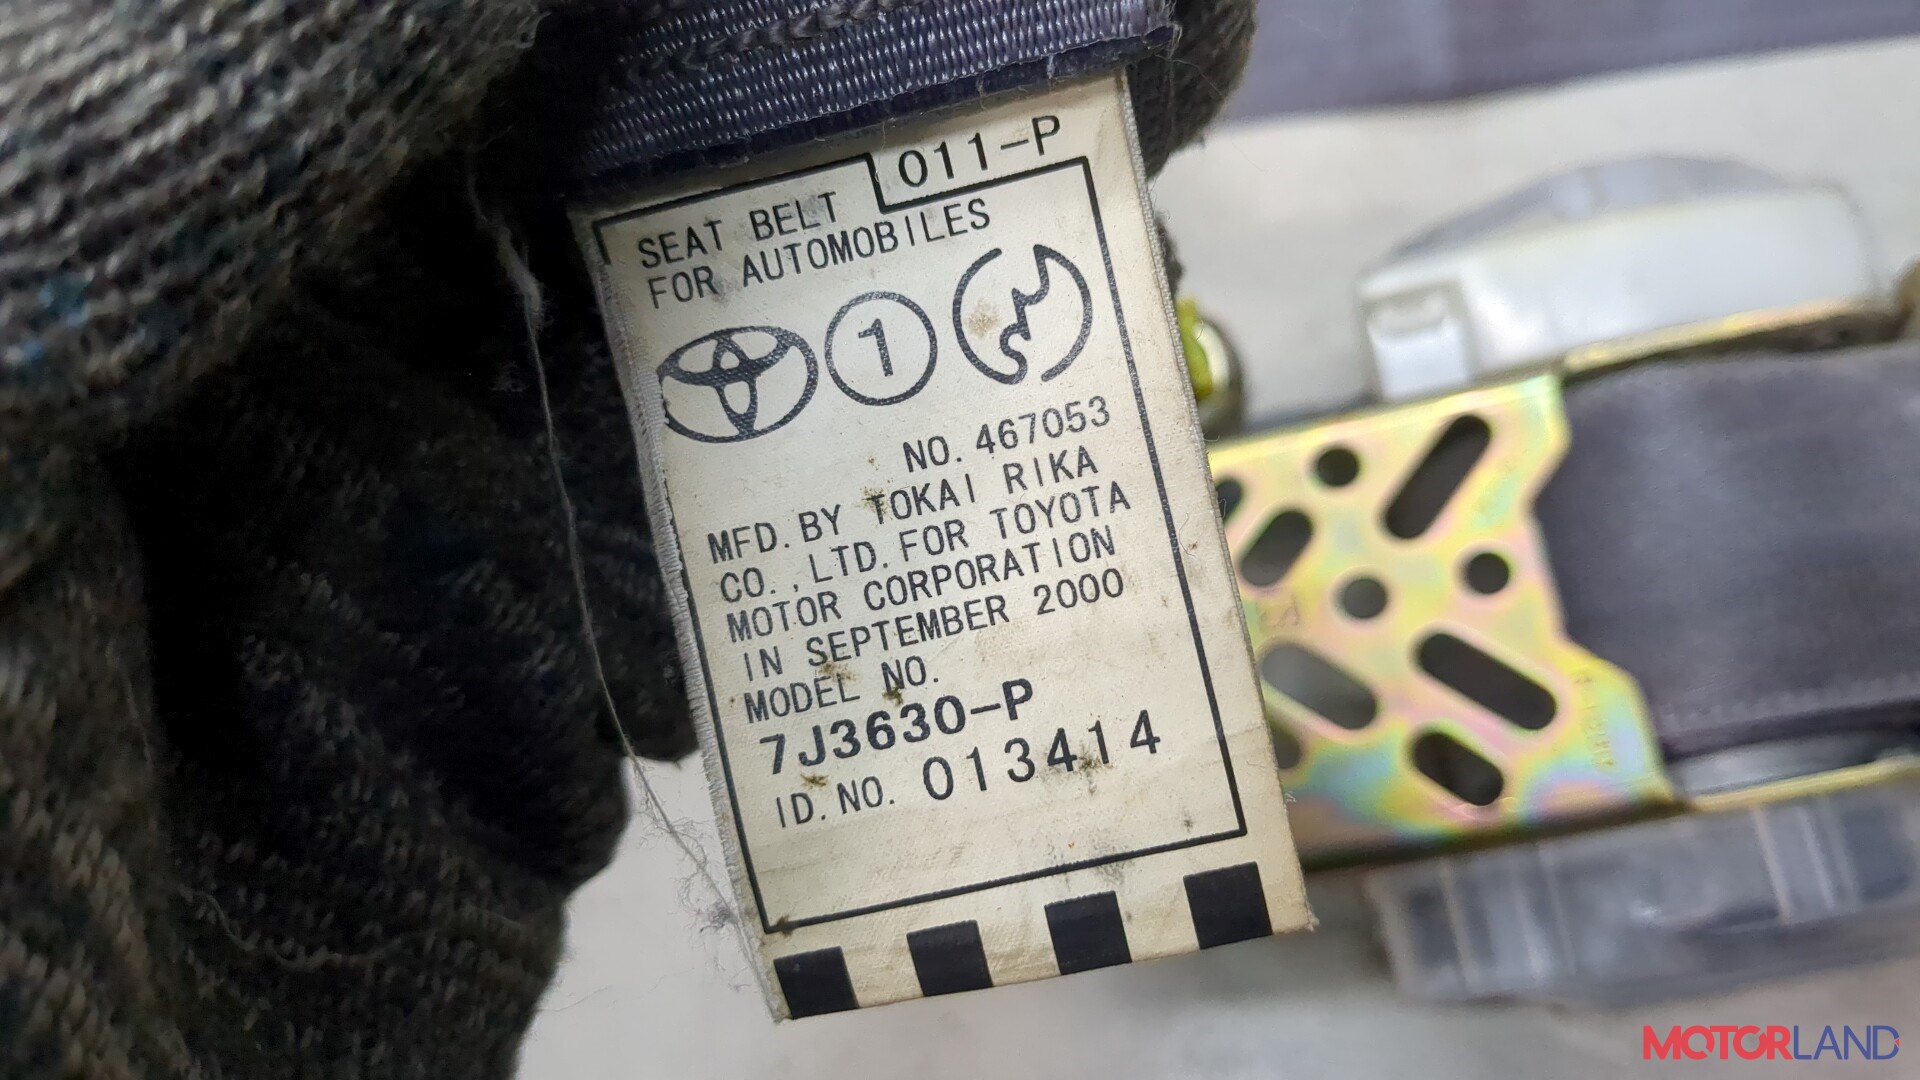 011-P
SEAT BELT
FOR AUTOMOBILES
1
NO. 467053
MFD. BY TOKAI RIKA
CO., LTD. FOR TOYOTA
MOTOR CORPORATION
IN SEPTEMBER 2000
MODEL NO.
7J3630-P
ID. NO. 013414
MOTORLAND